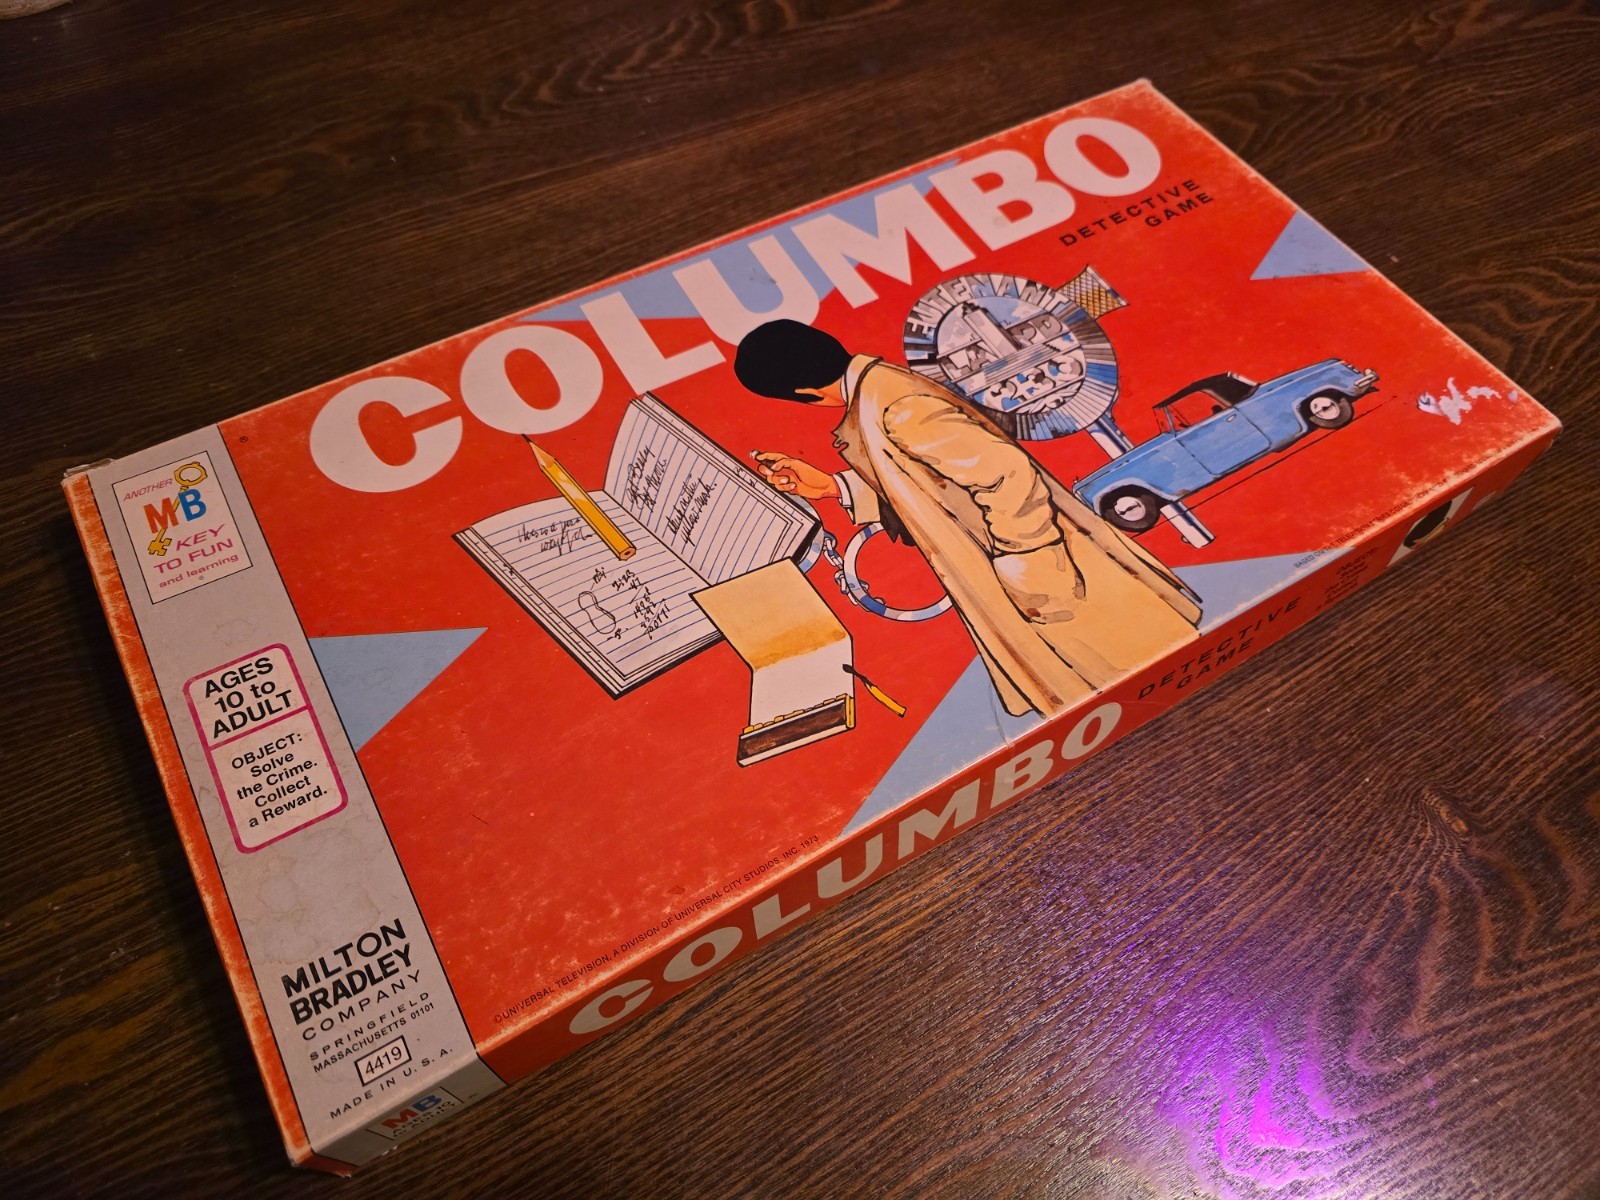 COLUMBO
DETECTIVE
GAME
®
ANOTHER
MB
KEY
TO FUN
and learning
AGES
10 to
ADULT
OBJECT:
Solve
the Crime.
Collect
a Reward.
MILTON
BRADLEY
COMPANY
SPRINGFIELD
MASSACHUSETTS 01101
4419
MADE IN U.S.A.
LIEUTENANT
©UNIVERSAL TELEVISION, A DIVISION OF UNIVERSAL CITY STUDIOS, INC. 1973
COLUMBO
DETECTIVE
GAME
MB